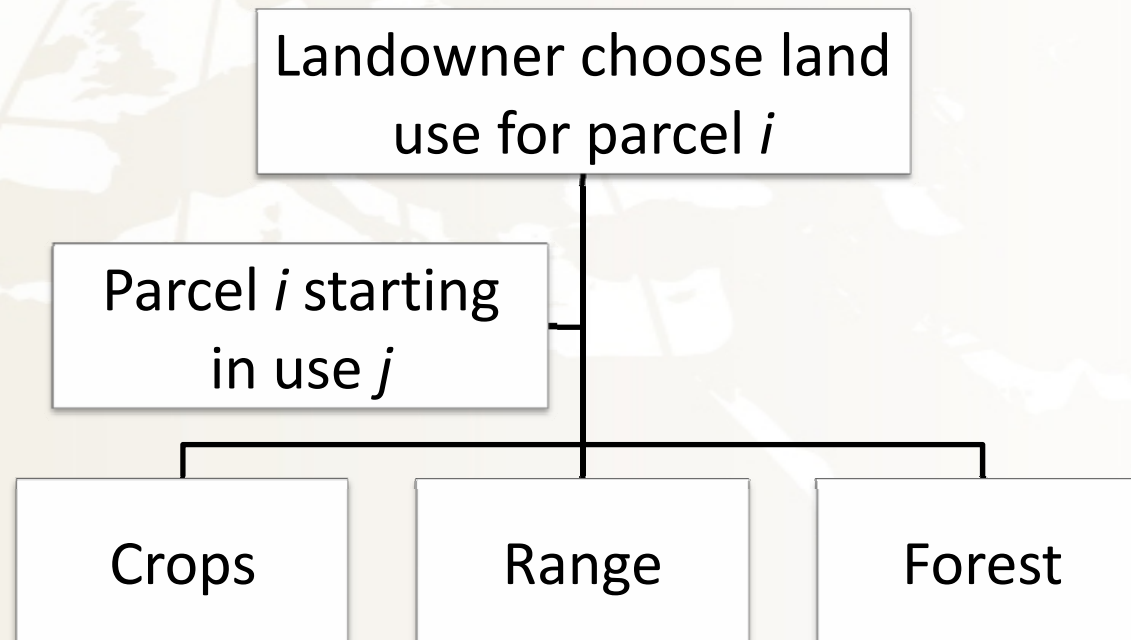 Landowner choose land
use for parcel i
Parcel i starting
in use j
Crops
Range
Forest